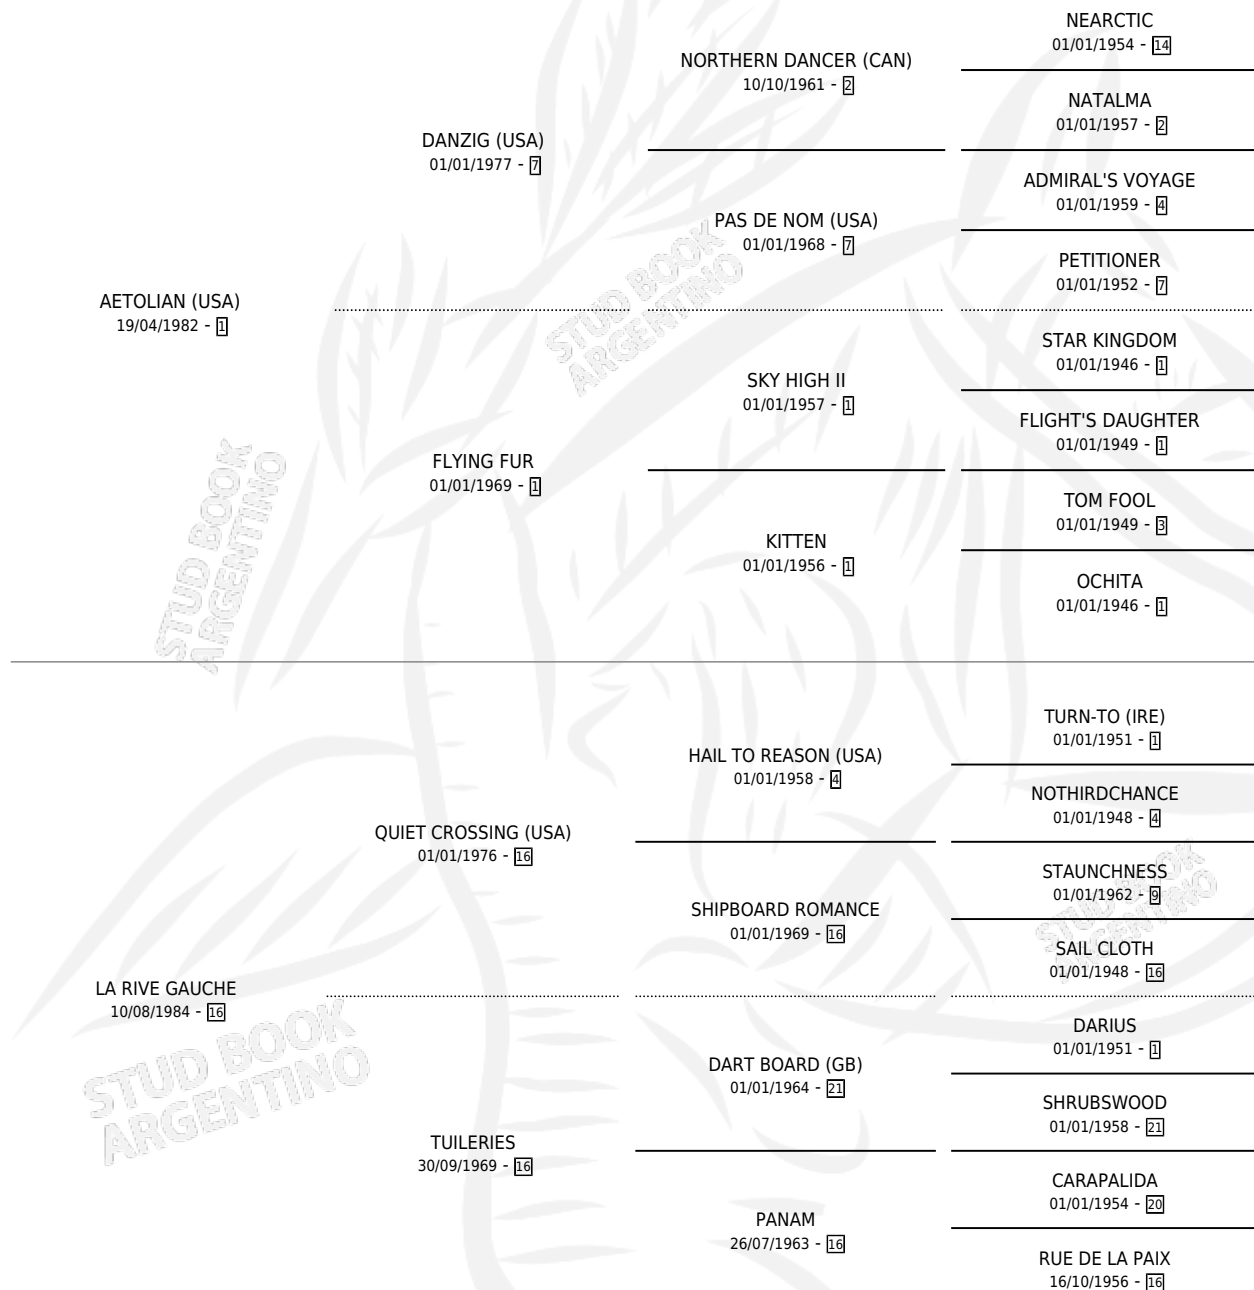 NEARCTIC
01/01/1954 - 14
NORTHERN DANCER (CAN)
10/10/1961 - 2
NATALMA
01/01/1957 - 2
DANZIG (USA)
01/01/1977 - 7
ADMIRAL'S VOYAGE
01/01/1959 - 4
PAS DE NOM (USA)
01/01/1968 - 7
PETITIONER
01/01/1952 - 7
AETOLIAN (USA)
19/04/1982 - 1
STAR KINGDOM
01/01/1946 - 1
SKY HIGH II
01/01/1957 - 1
FLIGHT'S DAUGHTER
01/01/1949 - 1
FLYING FUR
01/01/1969 - 1
TOM FOOL
01/01/1949 - 3
KITTEN
01/01/1956 - 1
OCHITA
01/01/1946 - 1
TURN-TO (IRE)
01/01/1951 - 1
HAIL TO REASON (USA)
01/01/1958 - 4
NOTHIRDCHANCE
01/01/1948 - 4
QUIET CROSSING (USA)
01/01/1976 - 16
STAUNCHNESS
01/01/1962 - 9
SHIPBOARD ROMANCE
01/01/1969 - 16
SAIL CLOTH
01/01/1948 - 16
LA RIVE GAUCHE
10/08/1984 - 16
DARIUS
01/01/1951 - 1
DART BOARD (GB)
01/01/1964 - 21
SHRUBSWOOD
01/01/1958 - 21
TUILERIES
30/09/1969 - 16
CARAPALIDA
01/01/1954 - 20
PANAM
26/07/1963 - 16
RUE DE LA PAIX
16/10/1956 - 16
STUD BOOK
ARGENTINO
STUD BOOK
ARGENTINO
STUD BOOK
ARGENTINO
STUD BOOK
ARGENTINO